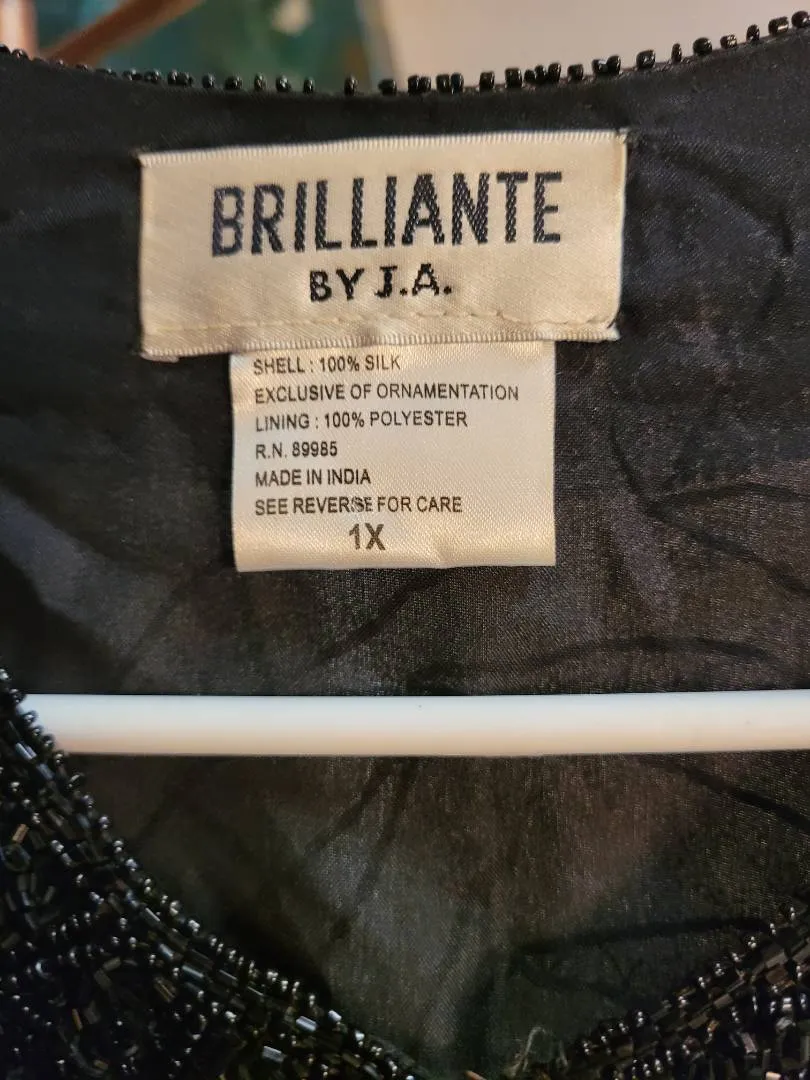 BRILLIANTE
BY J.A.
SHELL : 100% SILK
EXCLUSIVE OF ORNAMENTATION
LINING : 100% POLYESTER
R.N. 89985
MADE IN INDIA
SEE REVERSE FOR CARE
1X